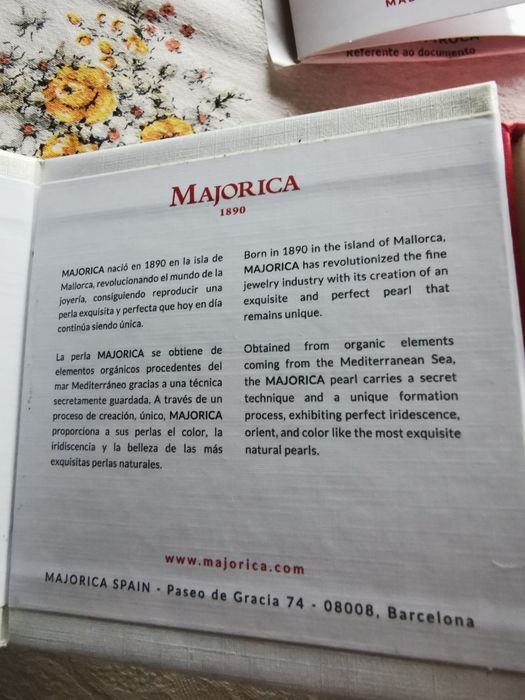 Referente ao documento
MAJORICA
1890
MAJORICA nació en 1890 en la isla de
Mallorca, revolucionando el mundo de la
joyería, consiguiendo reproducir una
perla exquisita y perfecta que hoy en día
continúa siendo única.
La perla MAJORICA se obtiene de
elementos orgánicos procedentes del
mar Mediterráneo gracias a una técnica
secretamente guardada. A través de un
proceso de creación, único, MAJORICA
proporciona a sus perlas el color, la
iridiscencia y la belleza de las más
exquisitas perlas naturales.
Born in 1890 in the island of Mallorca,
MAJORICA has revolutionized the fine
jewelry industry with its creation of an
exquisite and perfect pearl that
remains unique.
Obtained from organic elements
coming from the Mediterranean Sea,
the MAJORICA pearl carries a secret
technique and a unique formation
process, exhibiting perfect iridescence,
orient, and color like the most exquisite
natural pearls.
www.majorica.com
MAJORICA SPAIN - Paseo de Gracia 74 - 08008, Barcelona